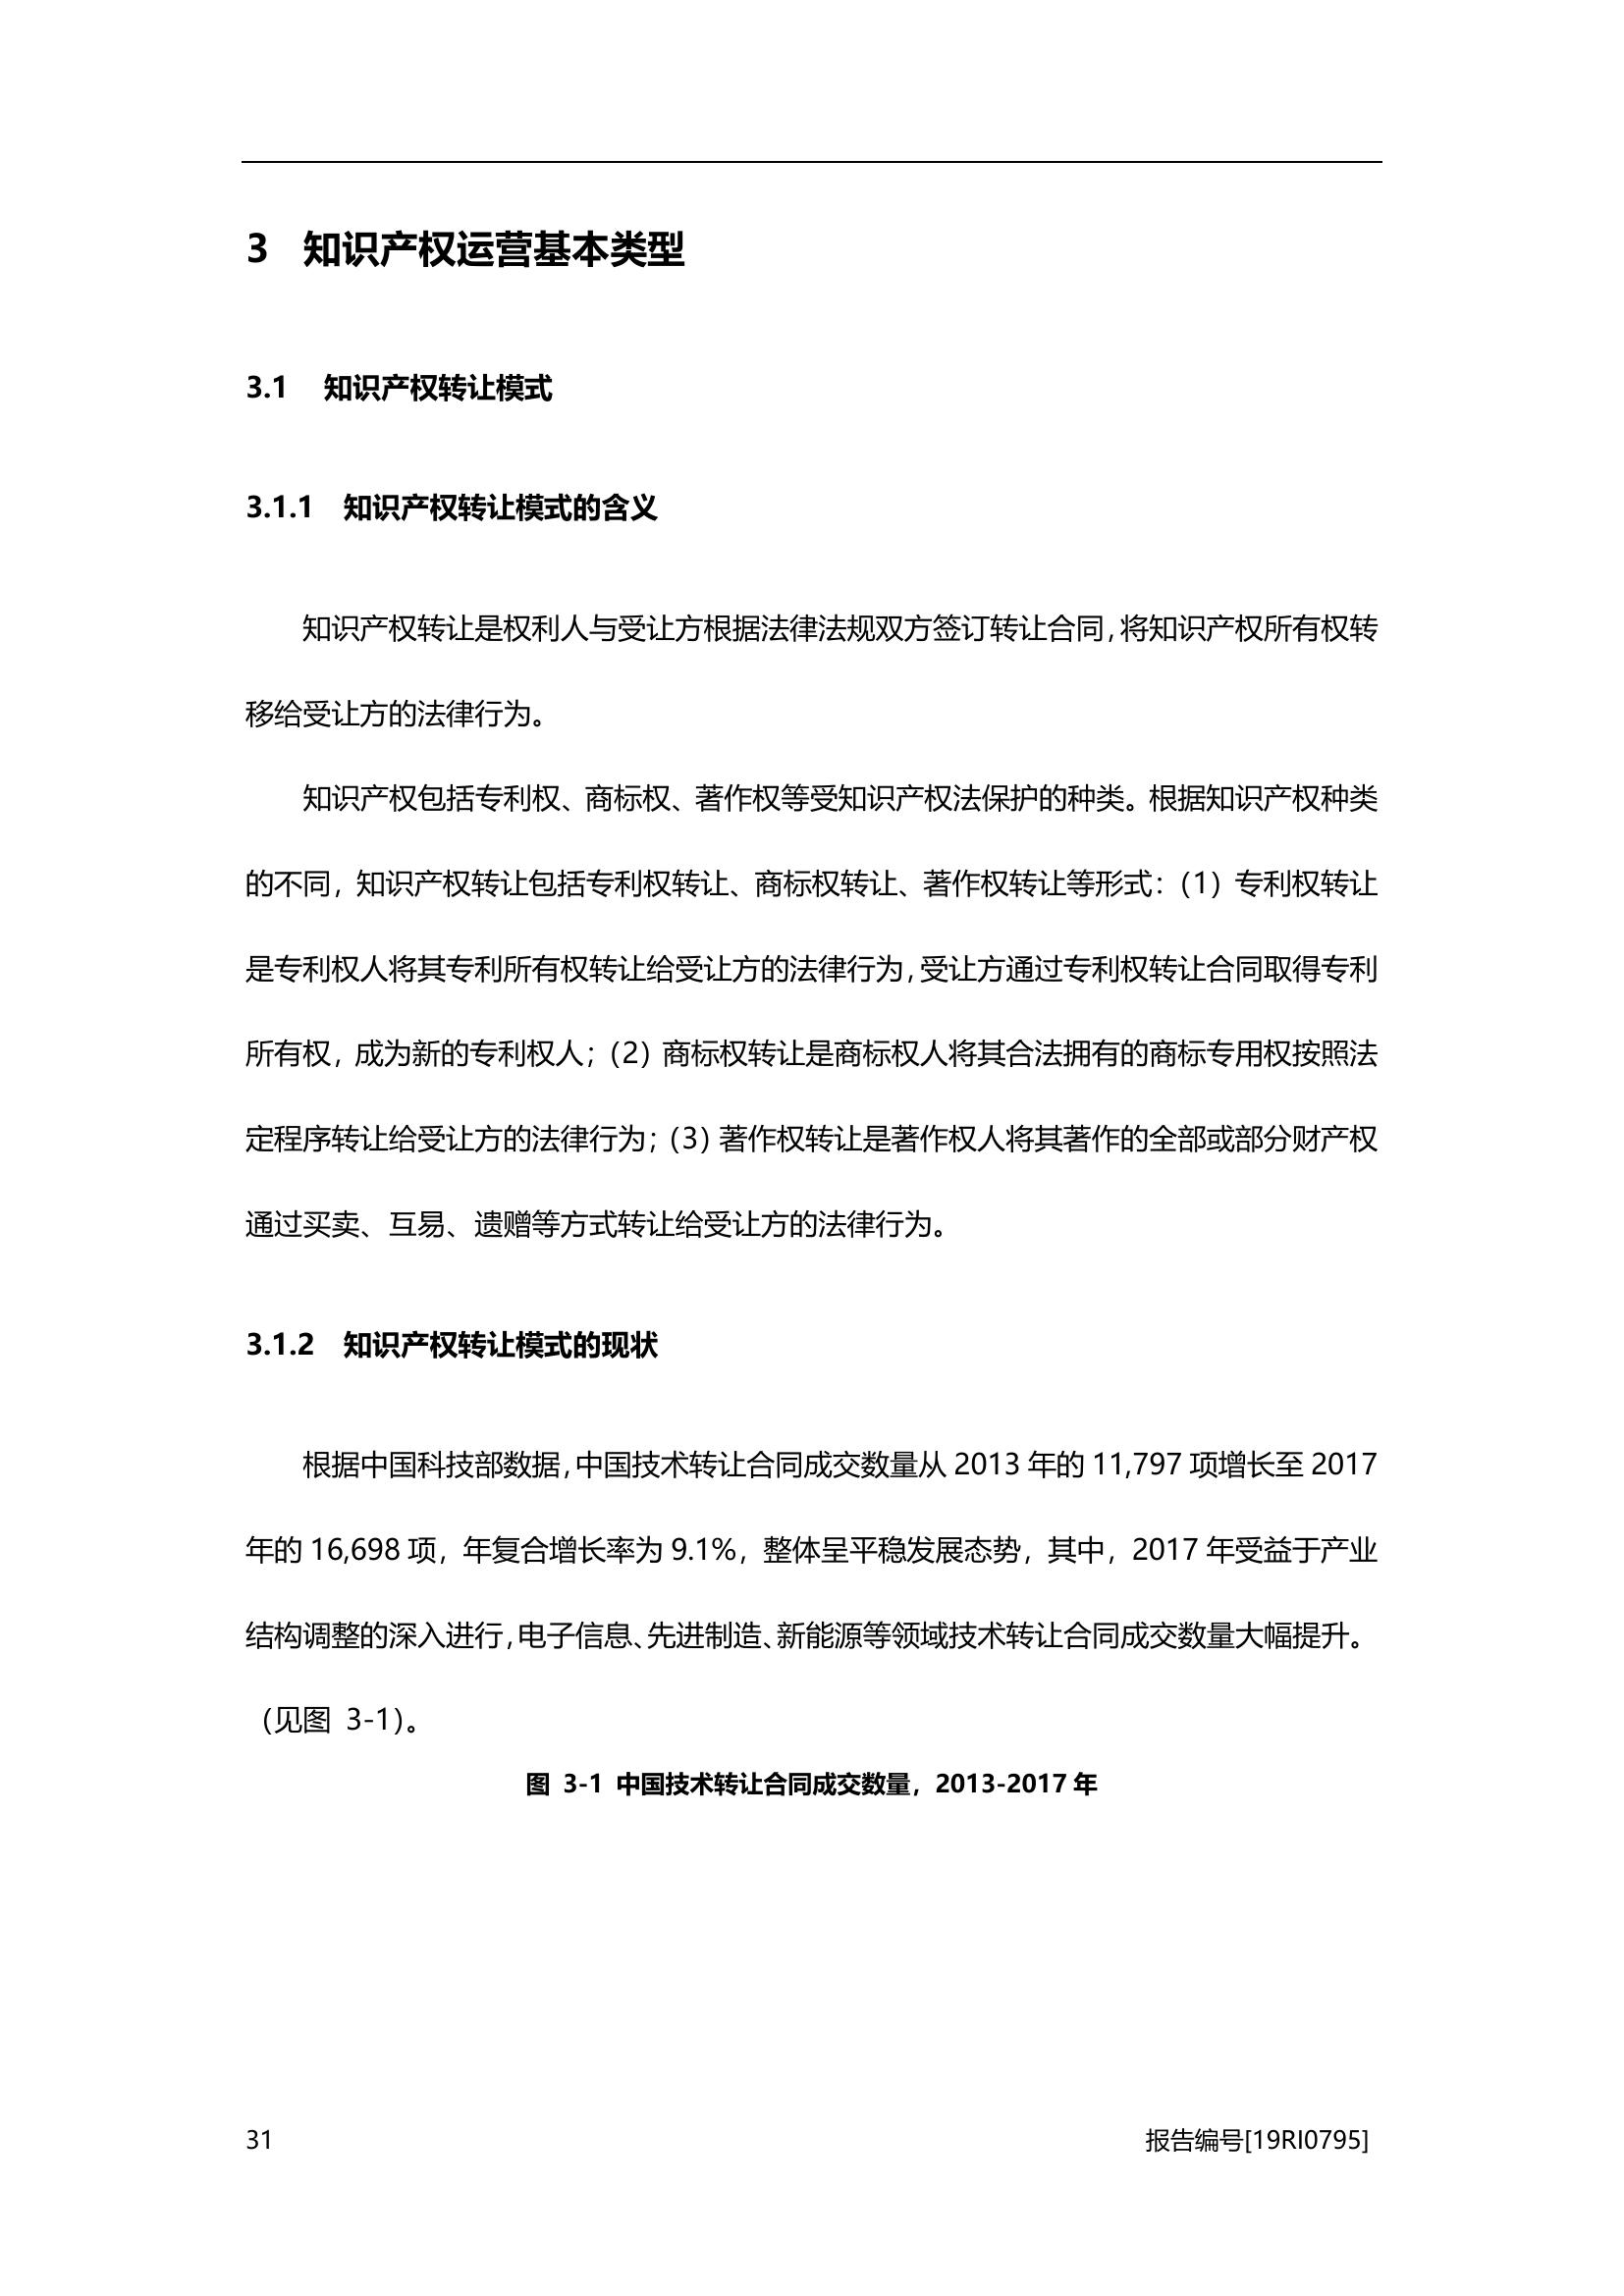 3 知识产权运营基本类型
3.1 知识产权转让模式
3.1.1 知识产权转让模式的含义
知识产权转让是权利人与受让方根据法律法规双方签订转让合同，将知识产权所有权转
移给受让方的法律行为。
知识产权包括专利权、商标权、著作权等受知识产权法保护的种类。根据知识产权种类
的不同，知识产权转让包括专利权转让、商标权转让、著作权转让等形式：（1）专利权转让
是专利权人将其专利所有权转让给受让方的法律行为，受让方通过专利权转让合同取得专利
所有权，成为新的专利权人；（2）商标权转让是商标权人将其合法拥有的商标专用权按照法
定程序转让给受让方的法律行为；（3）著作权转让是著作权人将其著作的全部或部分财产权
通过买卖、互易、遗赠等方式转让给受让方的法律行为。
3.1.2 知识产权转让模式的现状
根据中国科技部数据，中国技术转让合同成交数量从 2013 年的 11,797 项增长至 2017
年的 16,698 项，年复合增长率为 9.1%，整体呈平稳发展态势，其中，2017 年受益于产业
结构调整的深入进行，电子信息、先进制造、新能源等领域技术转让合同成交数量大幅提升。
（见图 3-1）。
图 3-1 中国技术转让合同成交数量，2013-2017 年
31 报告编号[19RI0795]